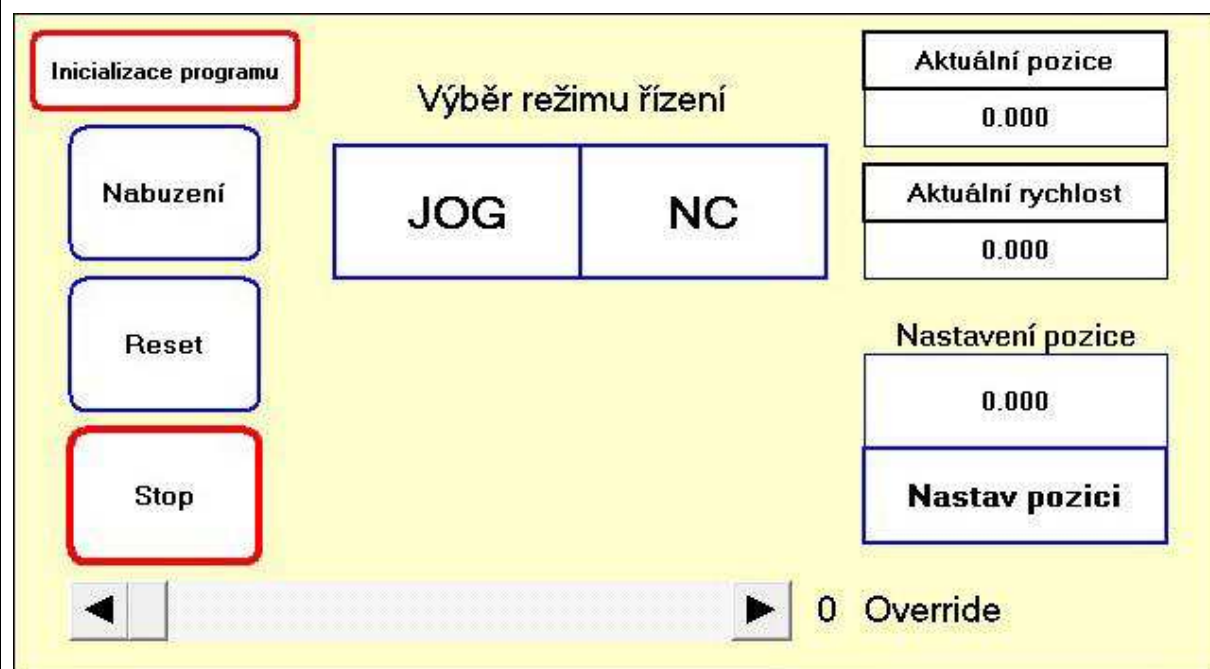 Inicializace programu
Nabuzení
Reset
Stop
Výběr režimu řízení
JOG
NC
Aktuální pozice
0.000
Aktuální rychlost
0.000
Nastavení pozice
0.000
Nastav pozici
0 Override